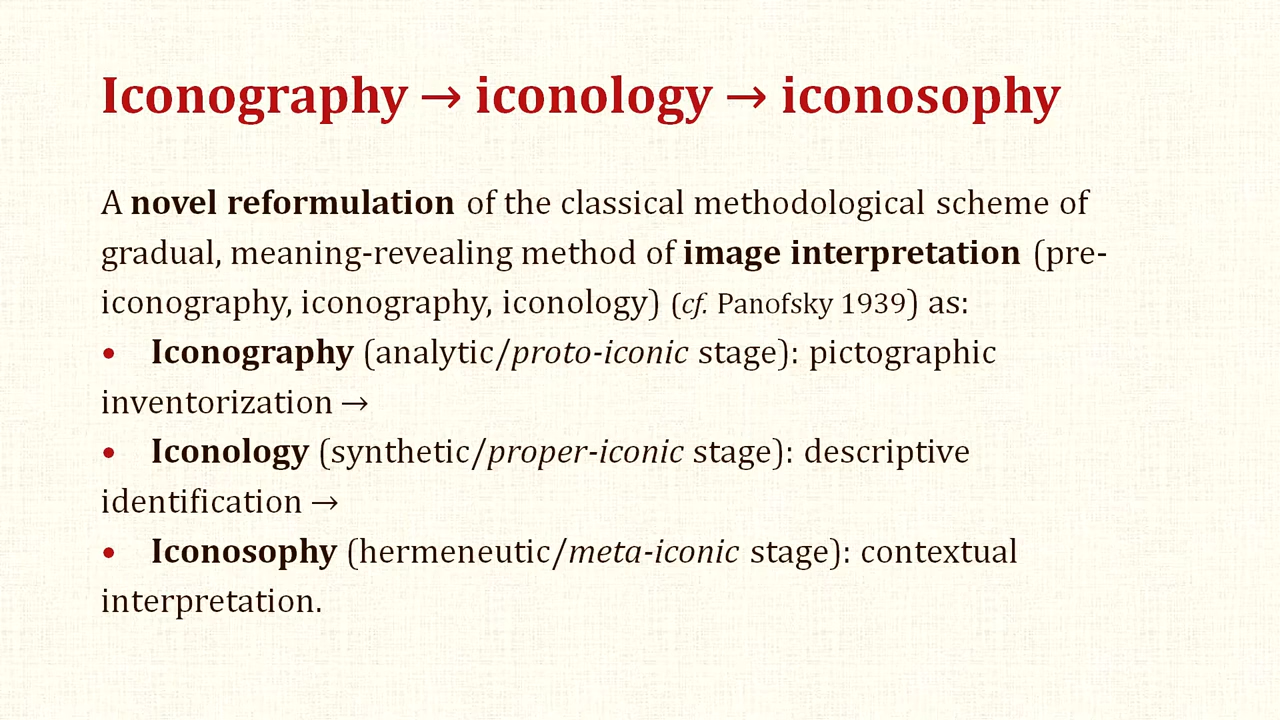 Iconography → iconology → iconosophy
A novel reformulation of the classical methodological scheme of
gradual, meaning-revealing method of image interpretation (pre-
iconography, iconography, iconology) (cf. Panofsky 1939) as:
• Iconography (analytic/proto-iconic stage): pictographic
inventorization →
• Iconology (synthetic/proper-iconic stage): descriptive
identification →
• Iconosophy (hermeneutic/meta-iconic stage): contextual
interpretation.